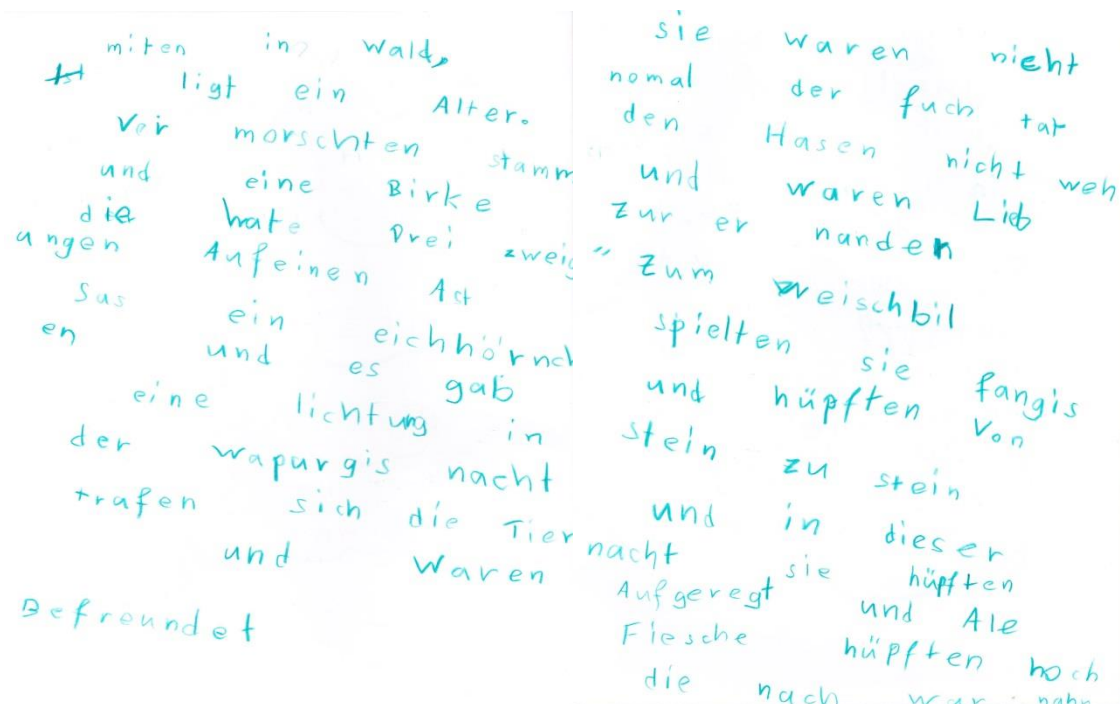 miten in wald,
ligt ein Alter.
Vor morschten stamm
und eine Birke
die hate Drei zweig
ungen Aufeinen Ast
Sas ein eichhörnch
en und es gab
eine lichtung in
der wapurgis nacht
trafen sich die Tier
und waren
Befreundet
sie waren nicht
nomal der fuch tat
den Hasen nicht weh
und waren Lieb
zur er nanden
" zum weischbil
spielten sie fangis
und hüpften von
stein zu stein
und in dieser
nacht sie hüpften
Aufgeregt und Ale
Fiesche hüpften hoch
die nach war